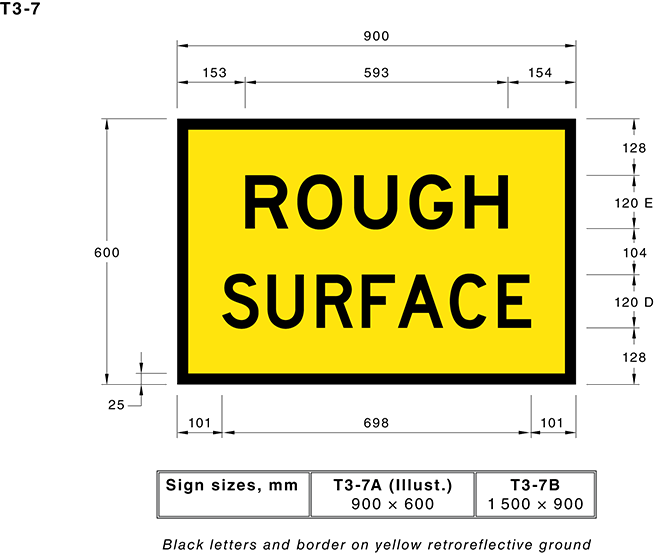 T3-7
900
153 593 154
128
ROUGH
120 E
600
104
SURFACE
120 D
128
25
101 698 101
Sign sizes, mm T3-7A (Illust.) T3-7B
900 × 600 1 500 × 900
Black letters and border on yellow retroreflective ground